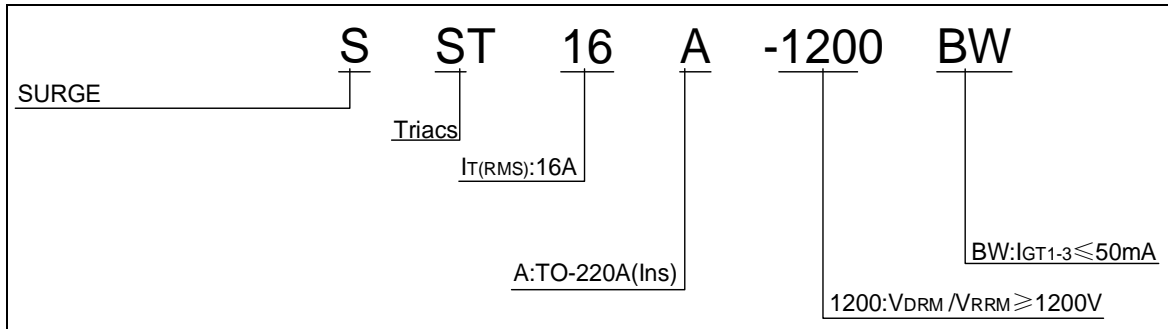 S ST 16 A -1200 BW
SURGE
Triacs
IT(RMS):16A
BW:IGT1-3≤50mA
A:TO-220A(Ins)
1200:VDRM /VRRM≥1200V